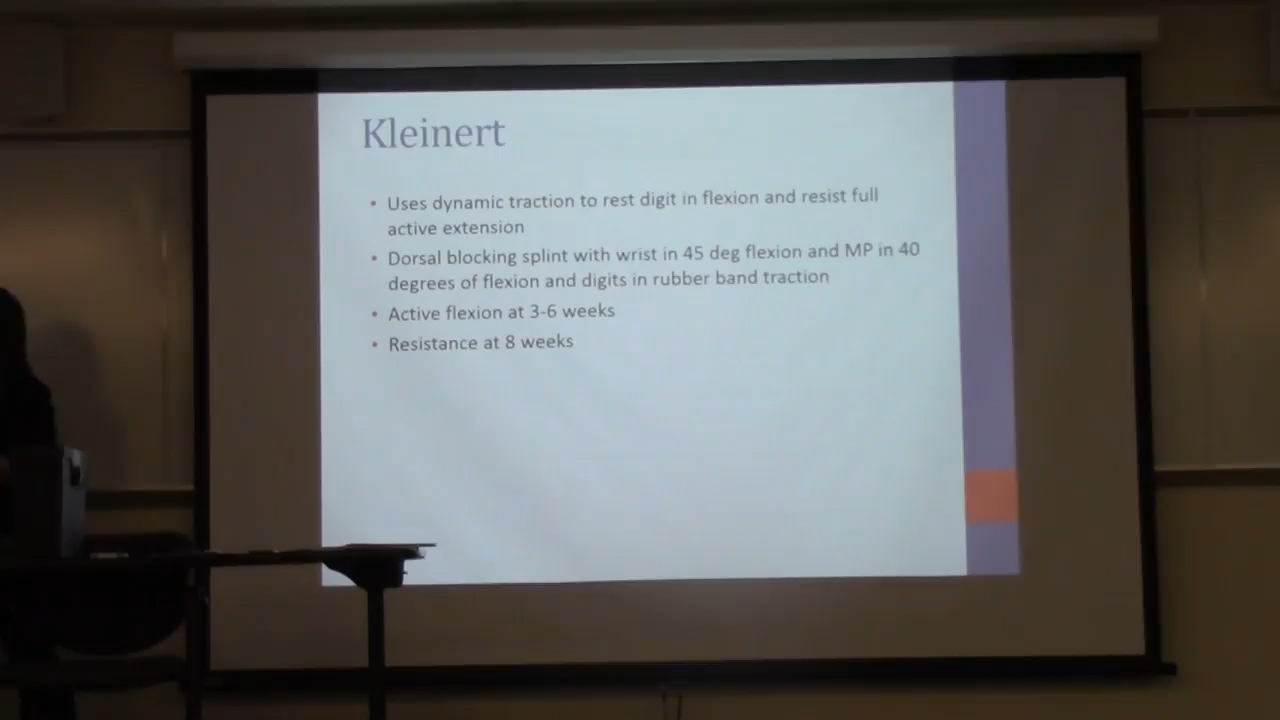 Kleinert
• Uses dynamic traction to rest digit in flexion and resist full
active extension
• Dorsal blocking splint with wrist in 45 deg flexion and MP in 40
degrees of flexion and digits in rubber band traction
• Active flexion at 3-6 weeks
• Resistance at 8 weeks